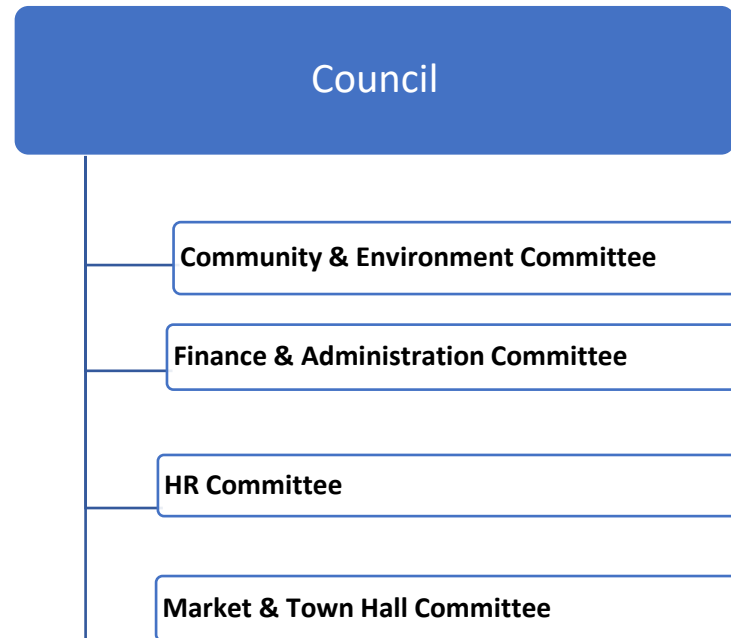 Council
Community & Environment Committee
Finance & Administration Committee
HR Committee
Market & Town Hall Committee